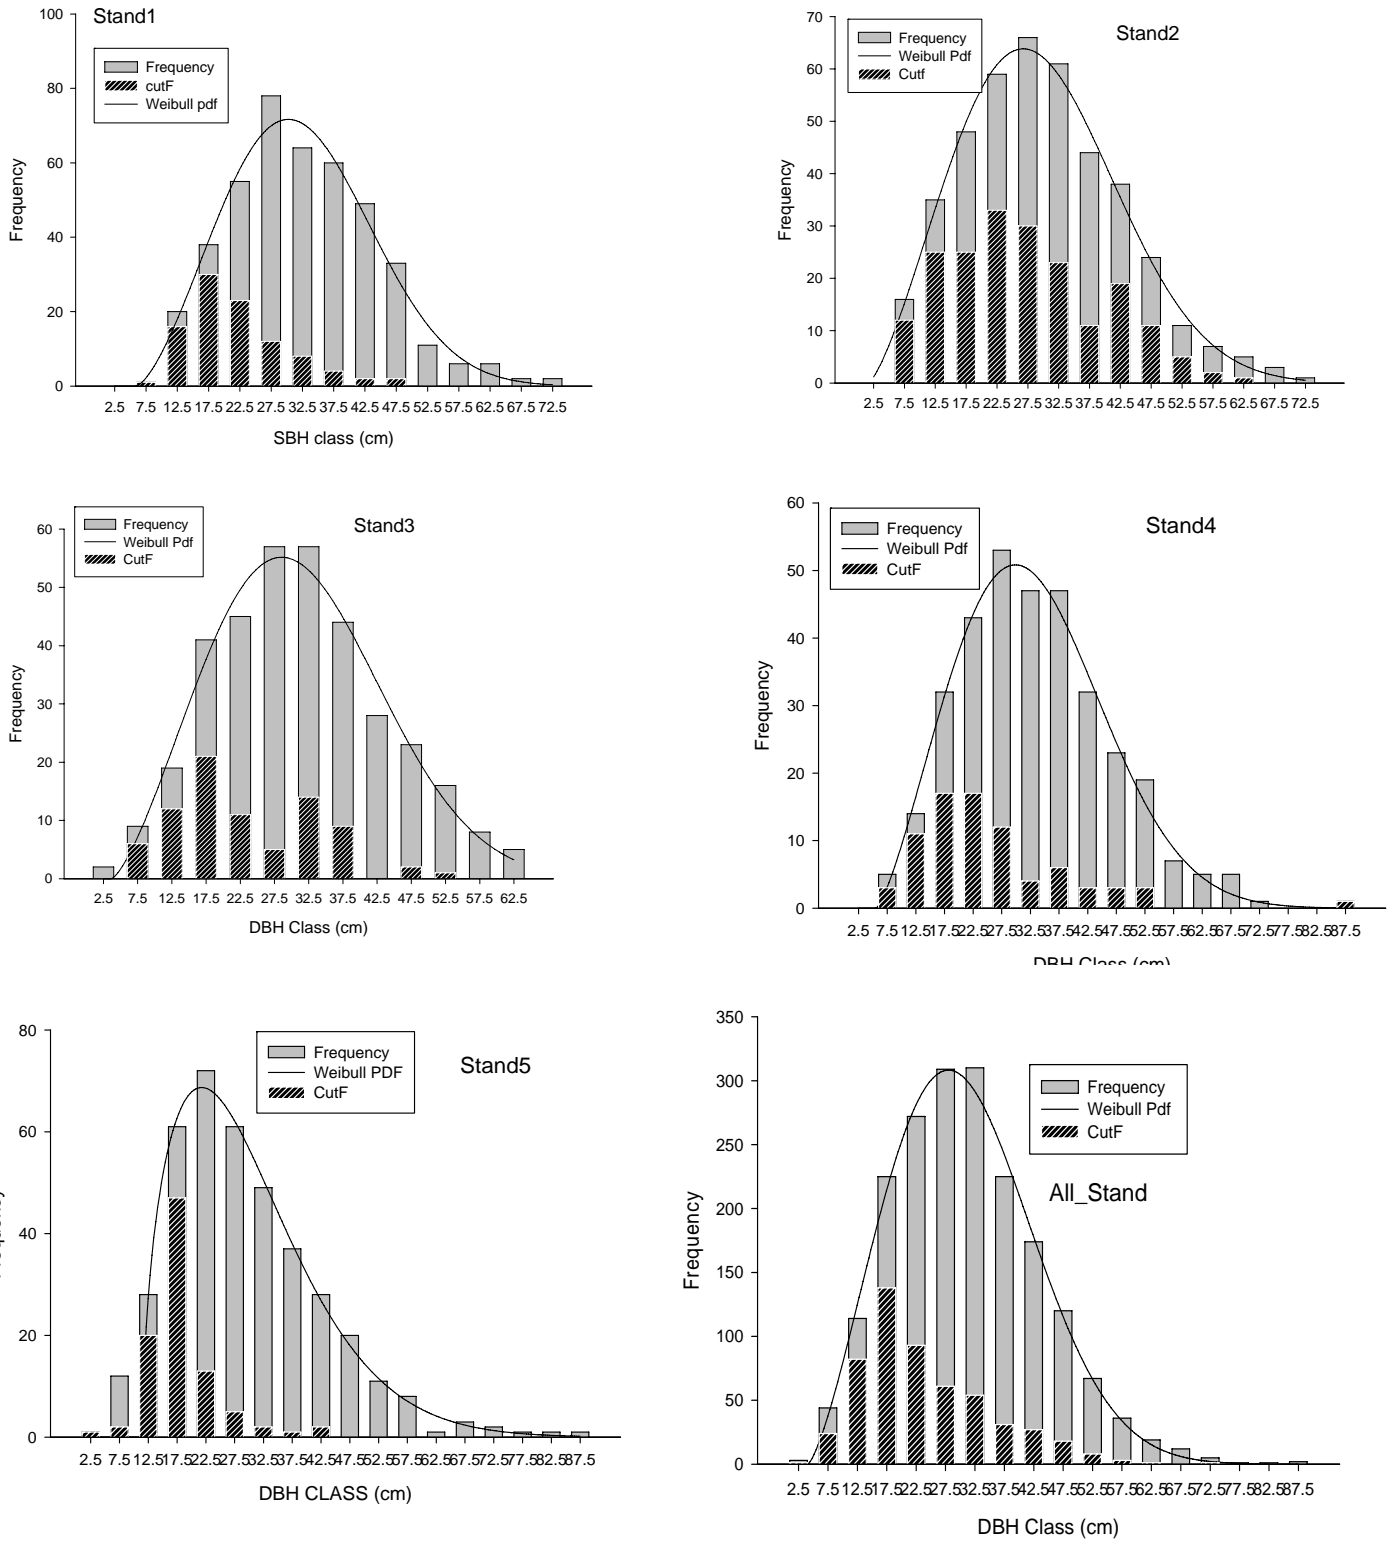 Stand1
100
80
60
40
20
0
Frequency
Frequency
cutF
Weibull pdf
2.5 7.5 12.5 17.5 22.5 27.5 32.5 37.5 42.5 47.5 52.5 57.5 62.5 67.5 72.5
SBH class (cm)
Stand2
70
60
50
40
30
20
10
0
Frequency
Frequency
Weibull Pdf
Cutf
2.5 7.5 12.5 17.5 22.5 27.5 32.5 37.5 42.5 47.5 52.5 57.5 62.5 67.5 72.5
Stand3
60
50
40
30
20
10
0
Frequency
Frequency
Weibull Pdf
CutF
2.5 7.5 12.5 17.5 22.5 27.5 32.5 37.5 42.5 47.5 52.5 57.5 62.5
DBH Class (cm)
Stand4
60
50
40
30
20
10
0
Frequency
Frequency
Weibull Pdf
CutF
2.5 7.5 12.5 17.5 22.5 27.5 32.5 37.5 42.5 47.5 52.5 57.5 62.5 67.5 72.5 77.5 82.5 87.5
DBH Class (cm)
Stand5
80
60
40
20
0
Frequency
Frequency
Weibull PDF
CutF
2.5 7.5 12.5 17.5 22.5 27.5 32.5 37.5 42.5 47.5 52.5 57.5 62.5 67.5 72.5 77.5 82.5 87.5
DBH CLASS (cm)
All_Stand
350
300
250
200
150
100
50
0
Frequency
Frequency
Weibull Pdf
CutF
2.5 7.5 12.5 17.5 22.5 27.5 32.5 37.5 42.5 47.5 52.5 57.5 62.5 67.5 72.5 77.5 82.5 87.5
DBH Class (cm)